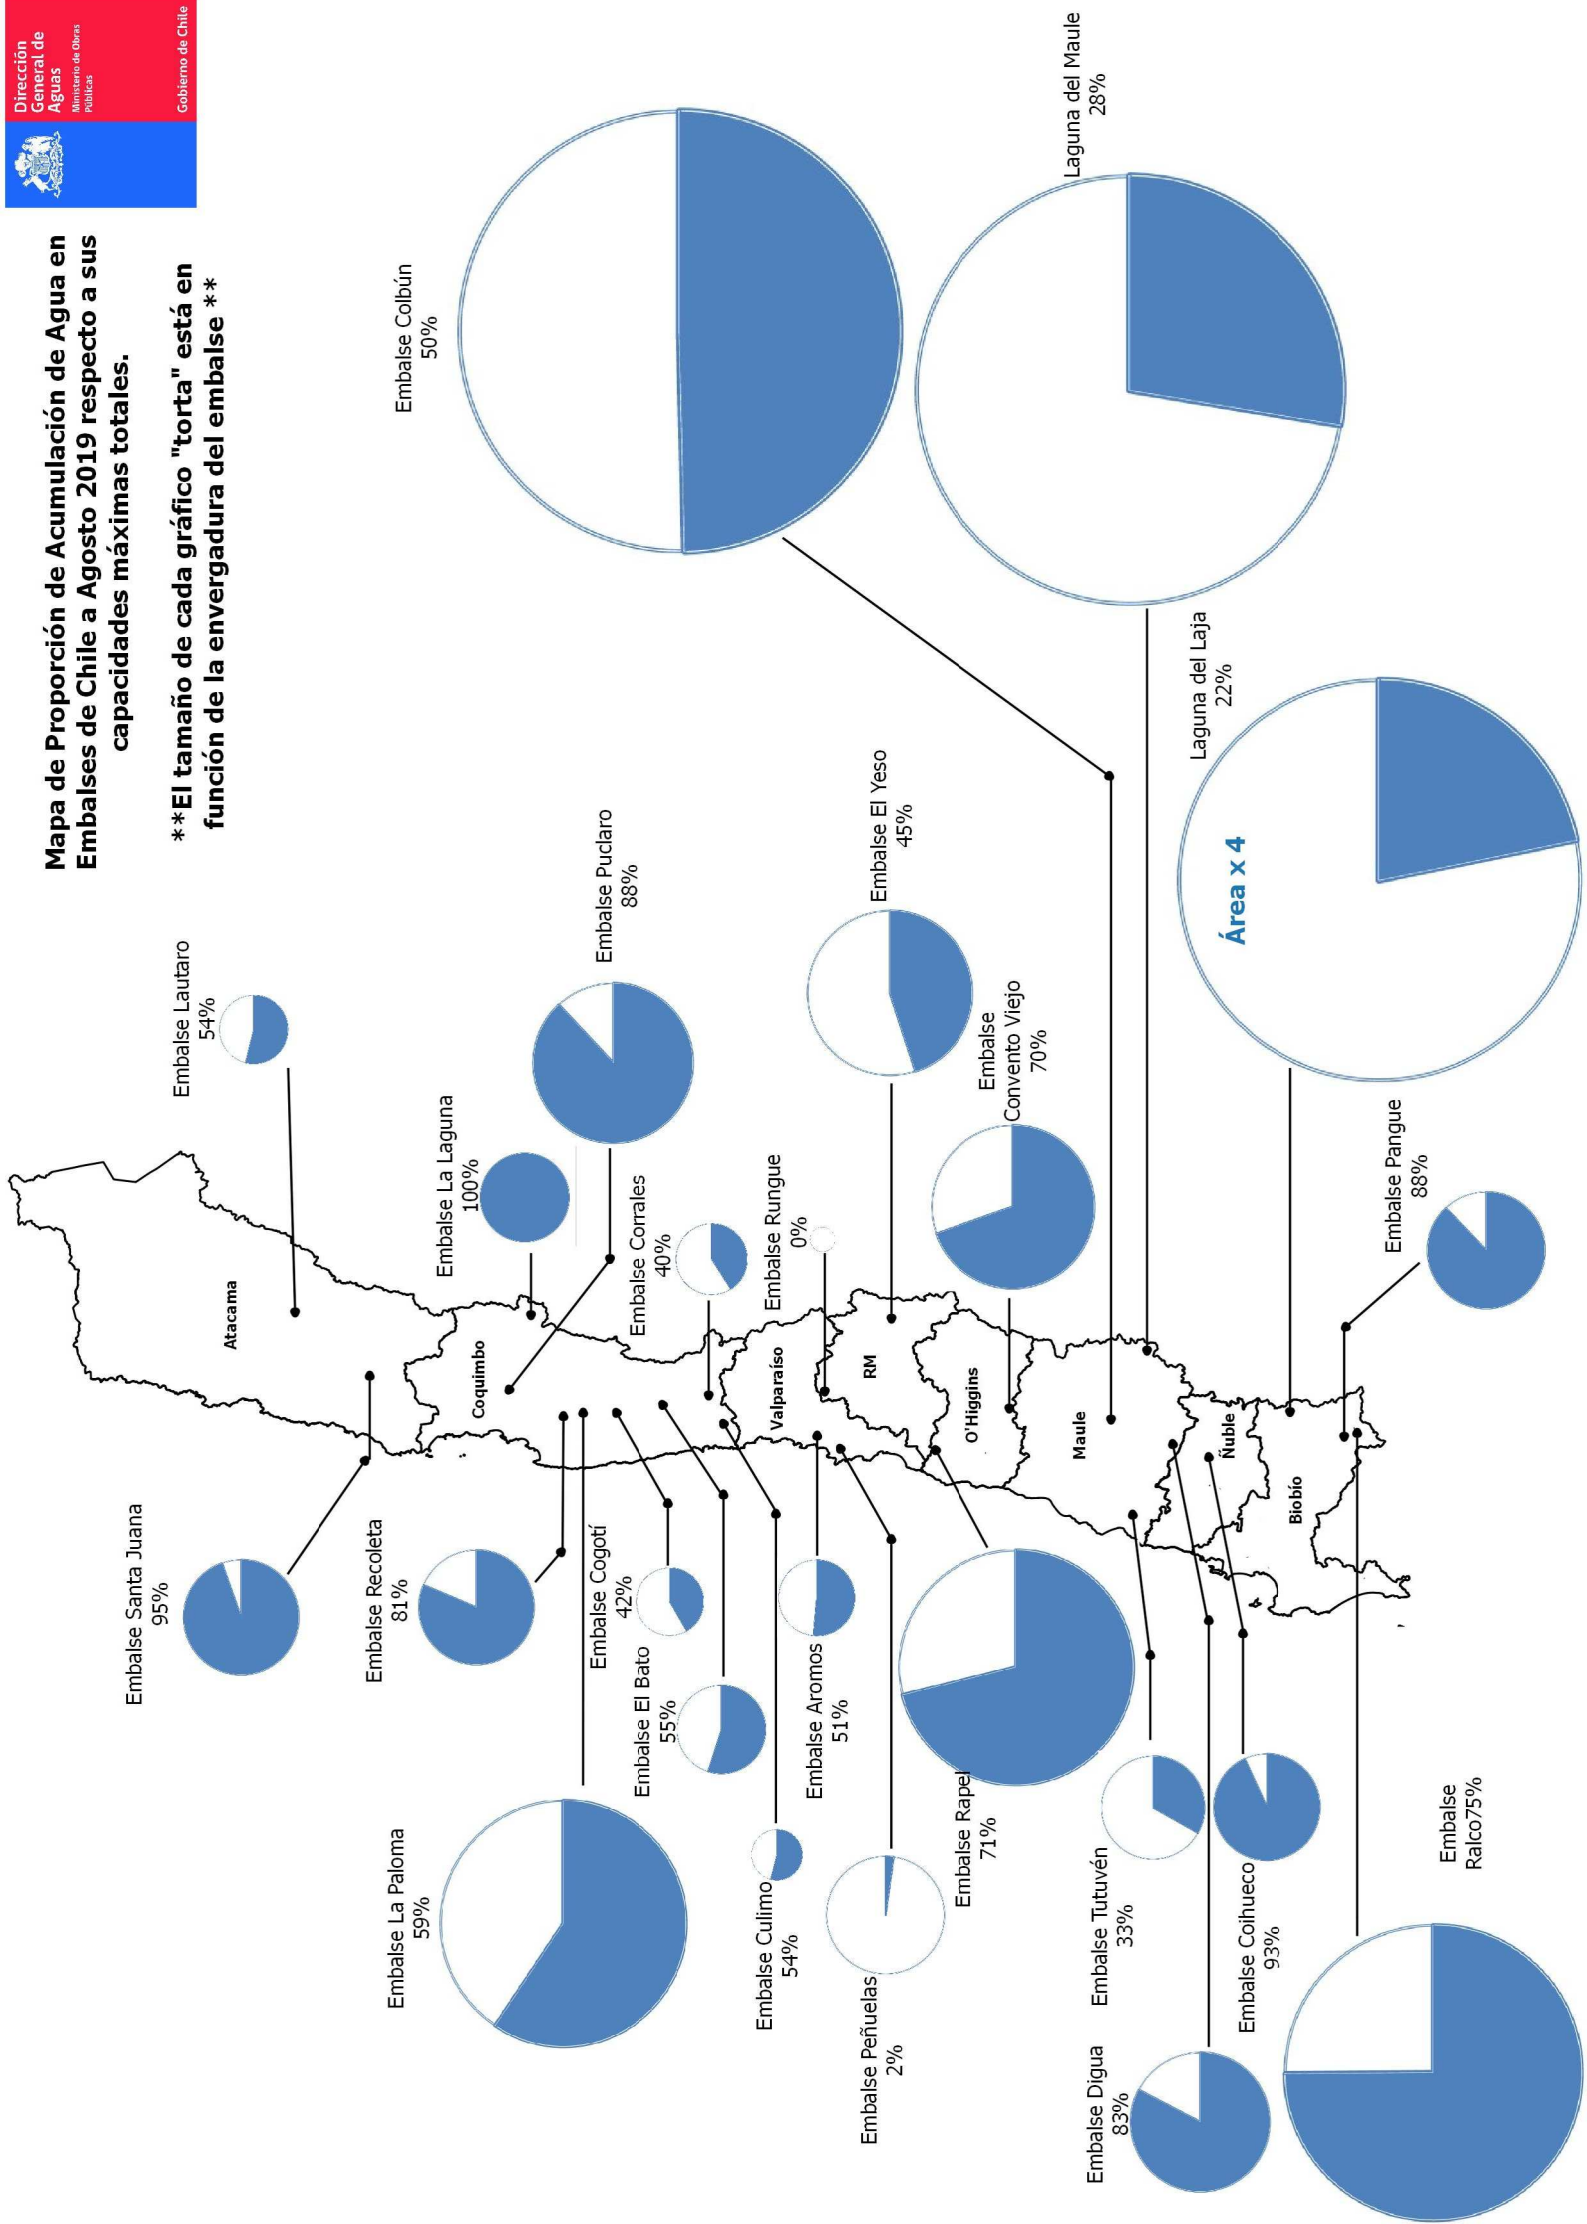 Dirección
General de
Aguas
Ministerio de Obras
Públicas
Gobierno de Chile
Mapa de Proporción de Acumulación de Agua en
Embalses de Chile a Agosto 2019 respecto a sus
capacidades máximas totales.
**El tamaño de cada gráfico "torta" está en
función de la envergadura del embalse **
Embalse Santa Juana
95%
Embalse Lautaro
54%
Atacama
Embalse La Paloma
59%
Embalse Recoleta
81%
Coquimbo
Embalse La Laguna
100%
Embalse Puclaro
88%
Embalse Colbún
50%
Embalse Cogotí
42%
Embalse Corrales
40%
Embalse El Bato
55%
Embalse Culimo
54%
Embalse Aromos
51%
Valparaíso
Embalse Rungue
0%
Embalse Peñuelas
2%
RM
Embalse El Yeso
45%
Embalse Rapel
71%
O'Higgins
Embalse
Convento Viejo
70%
Laguna del Maule
28%
Maule
Embalse Tutuvén
33%
Embalse Digua
83%
Embalse Coihueco
93%
Ñuble
Laguna del Laja
22%
Área x 4
Biobío
Embalse Pangue
88%
Embalse
Ralco75%